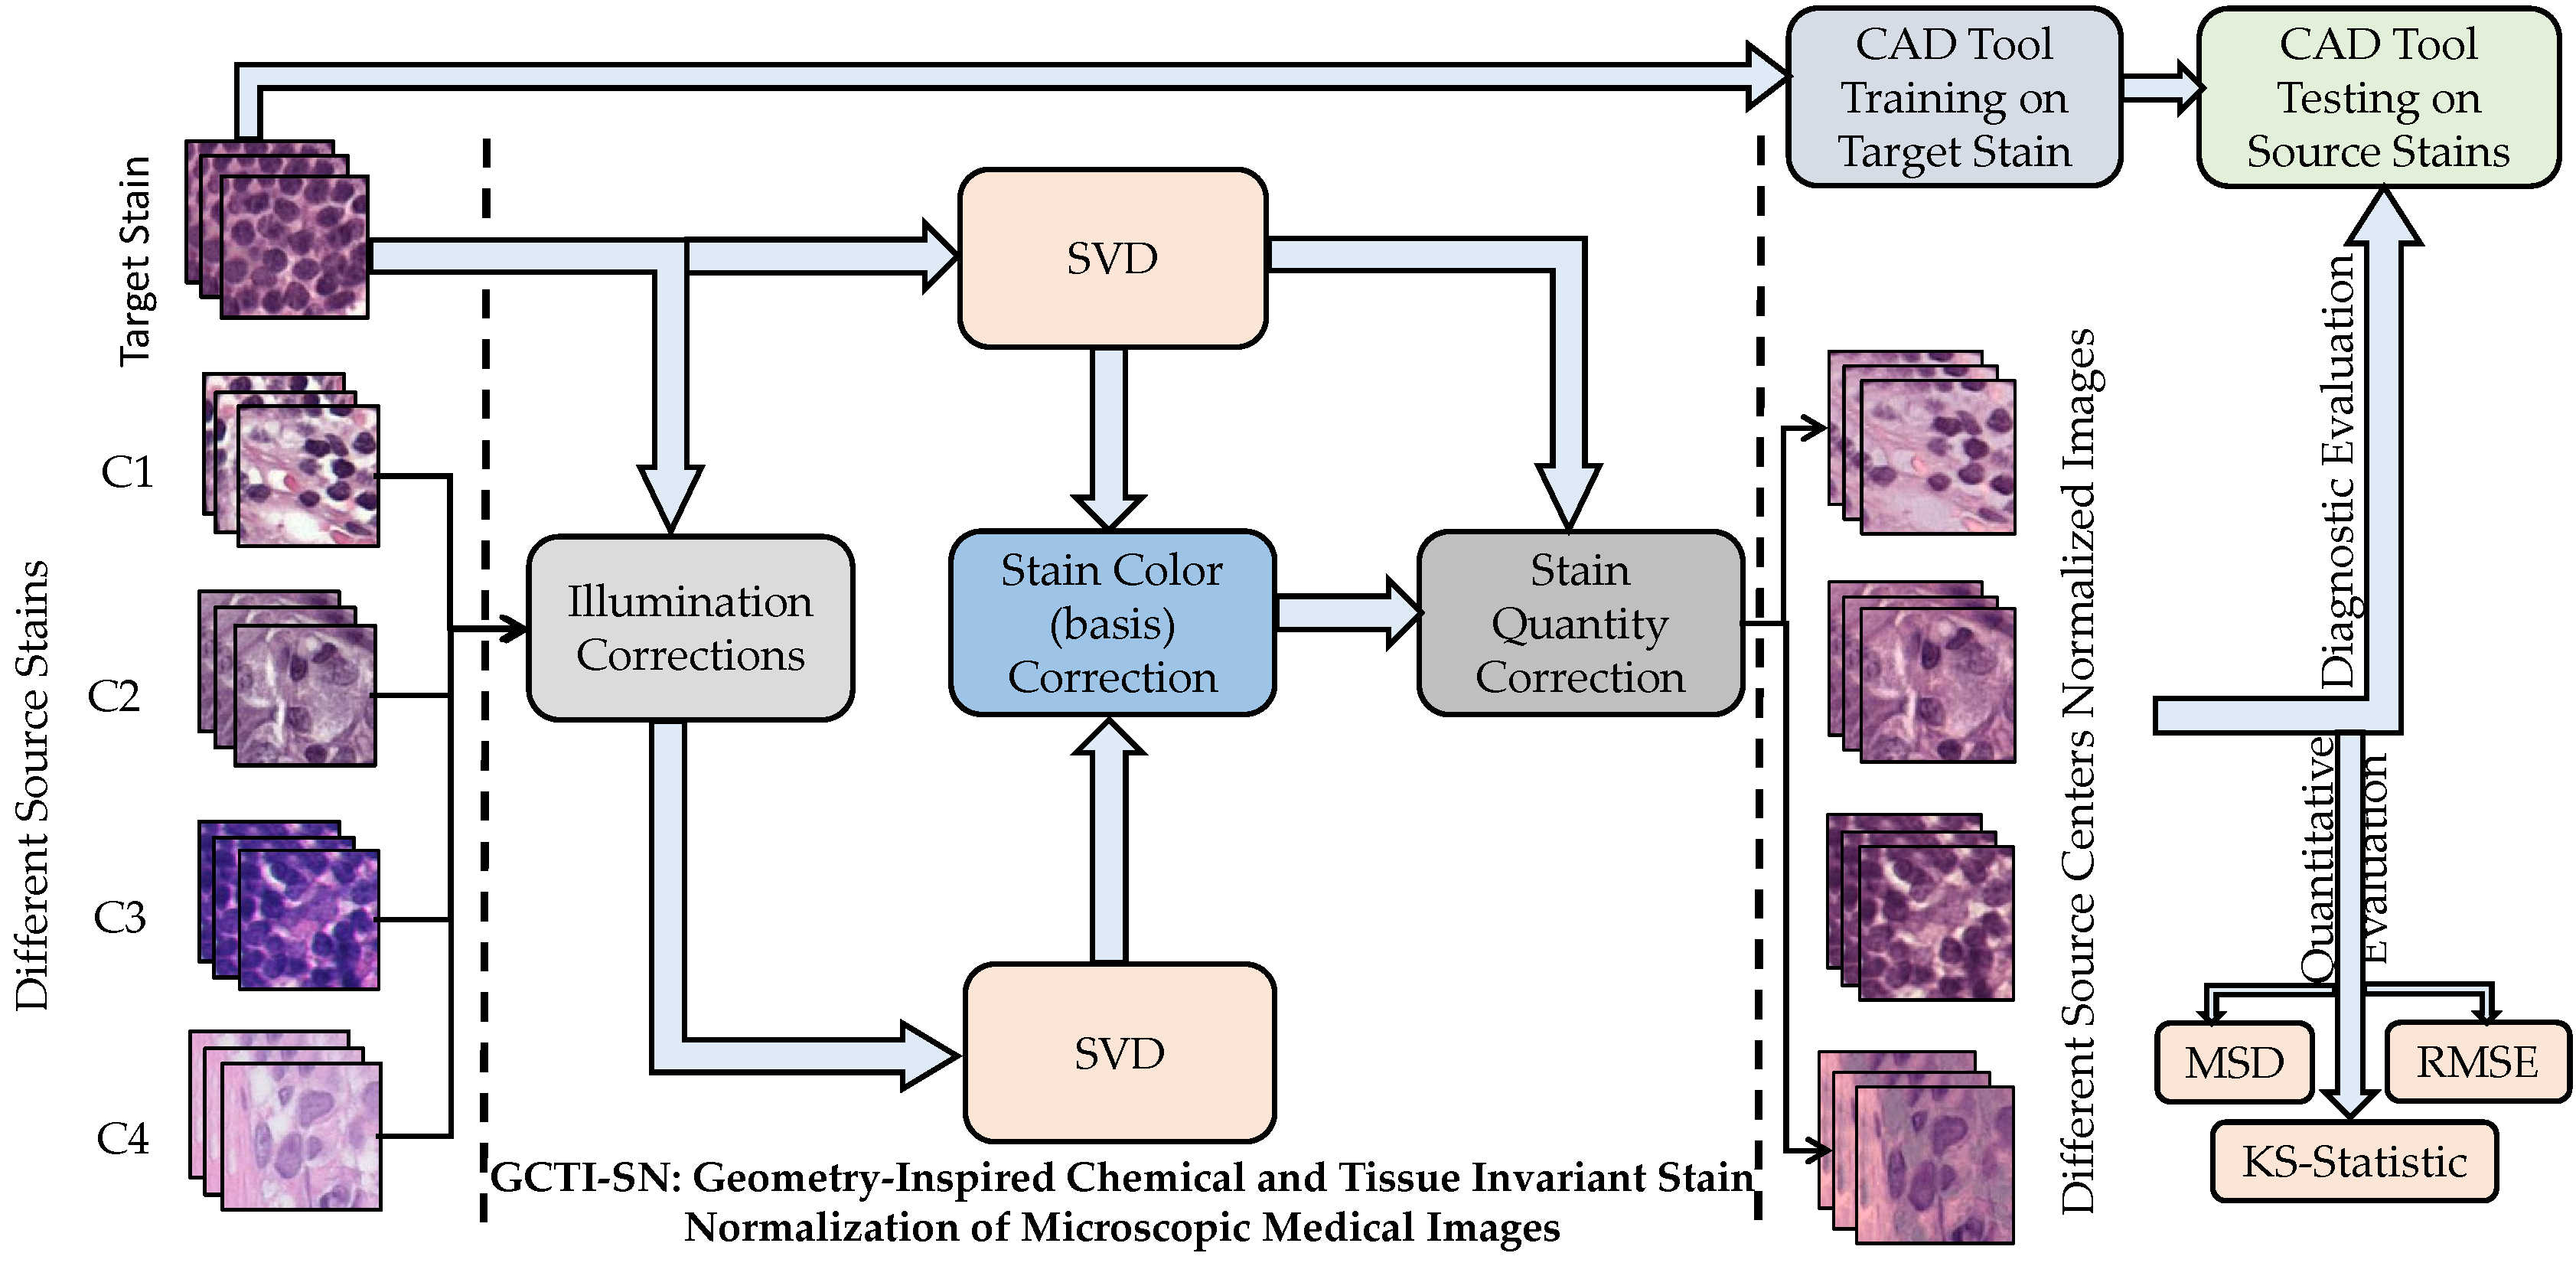 CAD Tool
Training on
Target Stain
CAD Tool
Testing on
Source Stains
Target Stain
Different Source Stains
C1
C2
C3
C4
SVD
Illumination
Corrections
Stain Color
(basis)
Correction
Stain
Quantity
Correction
SVD
GCTI-SN: Geometry-Inspired Chemical and Tissue Invariant Stain
Normalization of Microscopic Medical Images
Different Source Centers Normalized Images
Diagnostic Evaluation
Quantitative
Evaluation
MSD
RMSE
KS-Statistic